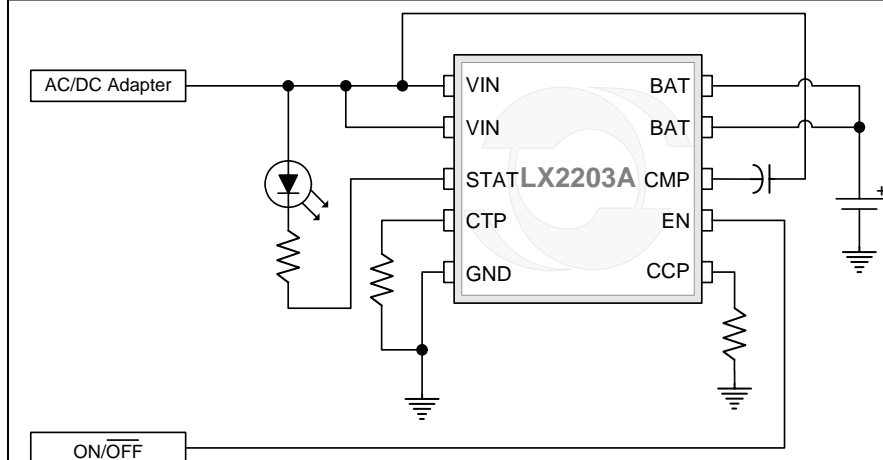 AC/DC Adapter
VIN
BAT
VIN
BAT
STAT
LX2203A
CMP
CTP
EN
GND
CCP
+
ON/OFF